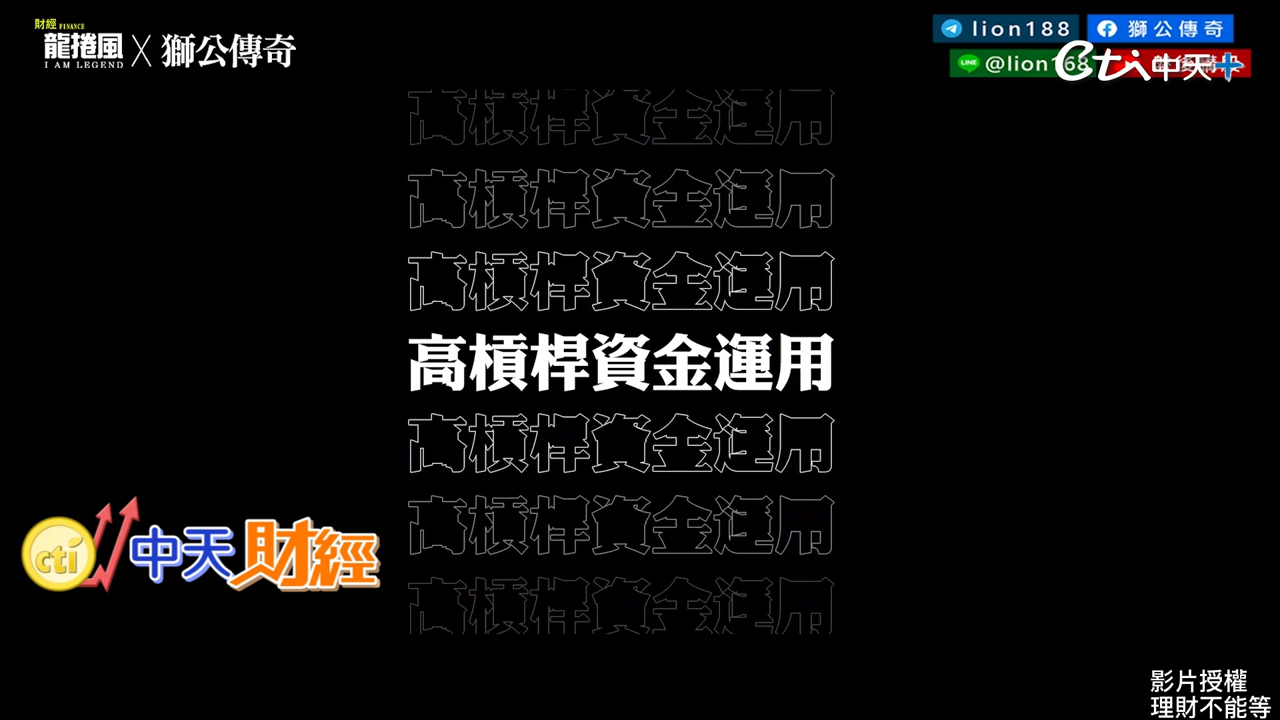 財經 FINANCE
龍捲風 X 獅公傳奇
I AM LEGEND
lion188
獅公傳奇
LINE @lion168
Cti 中天+
高槓桿資金運用
高槓桿資金運用
高槓桿資金運用
高槓桿資金運用
高槓桿資金運用
高槓桿資金運用
高槓桿資金運用
cti 中天財經
影片授權
理財不能等